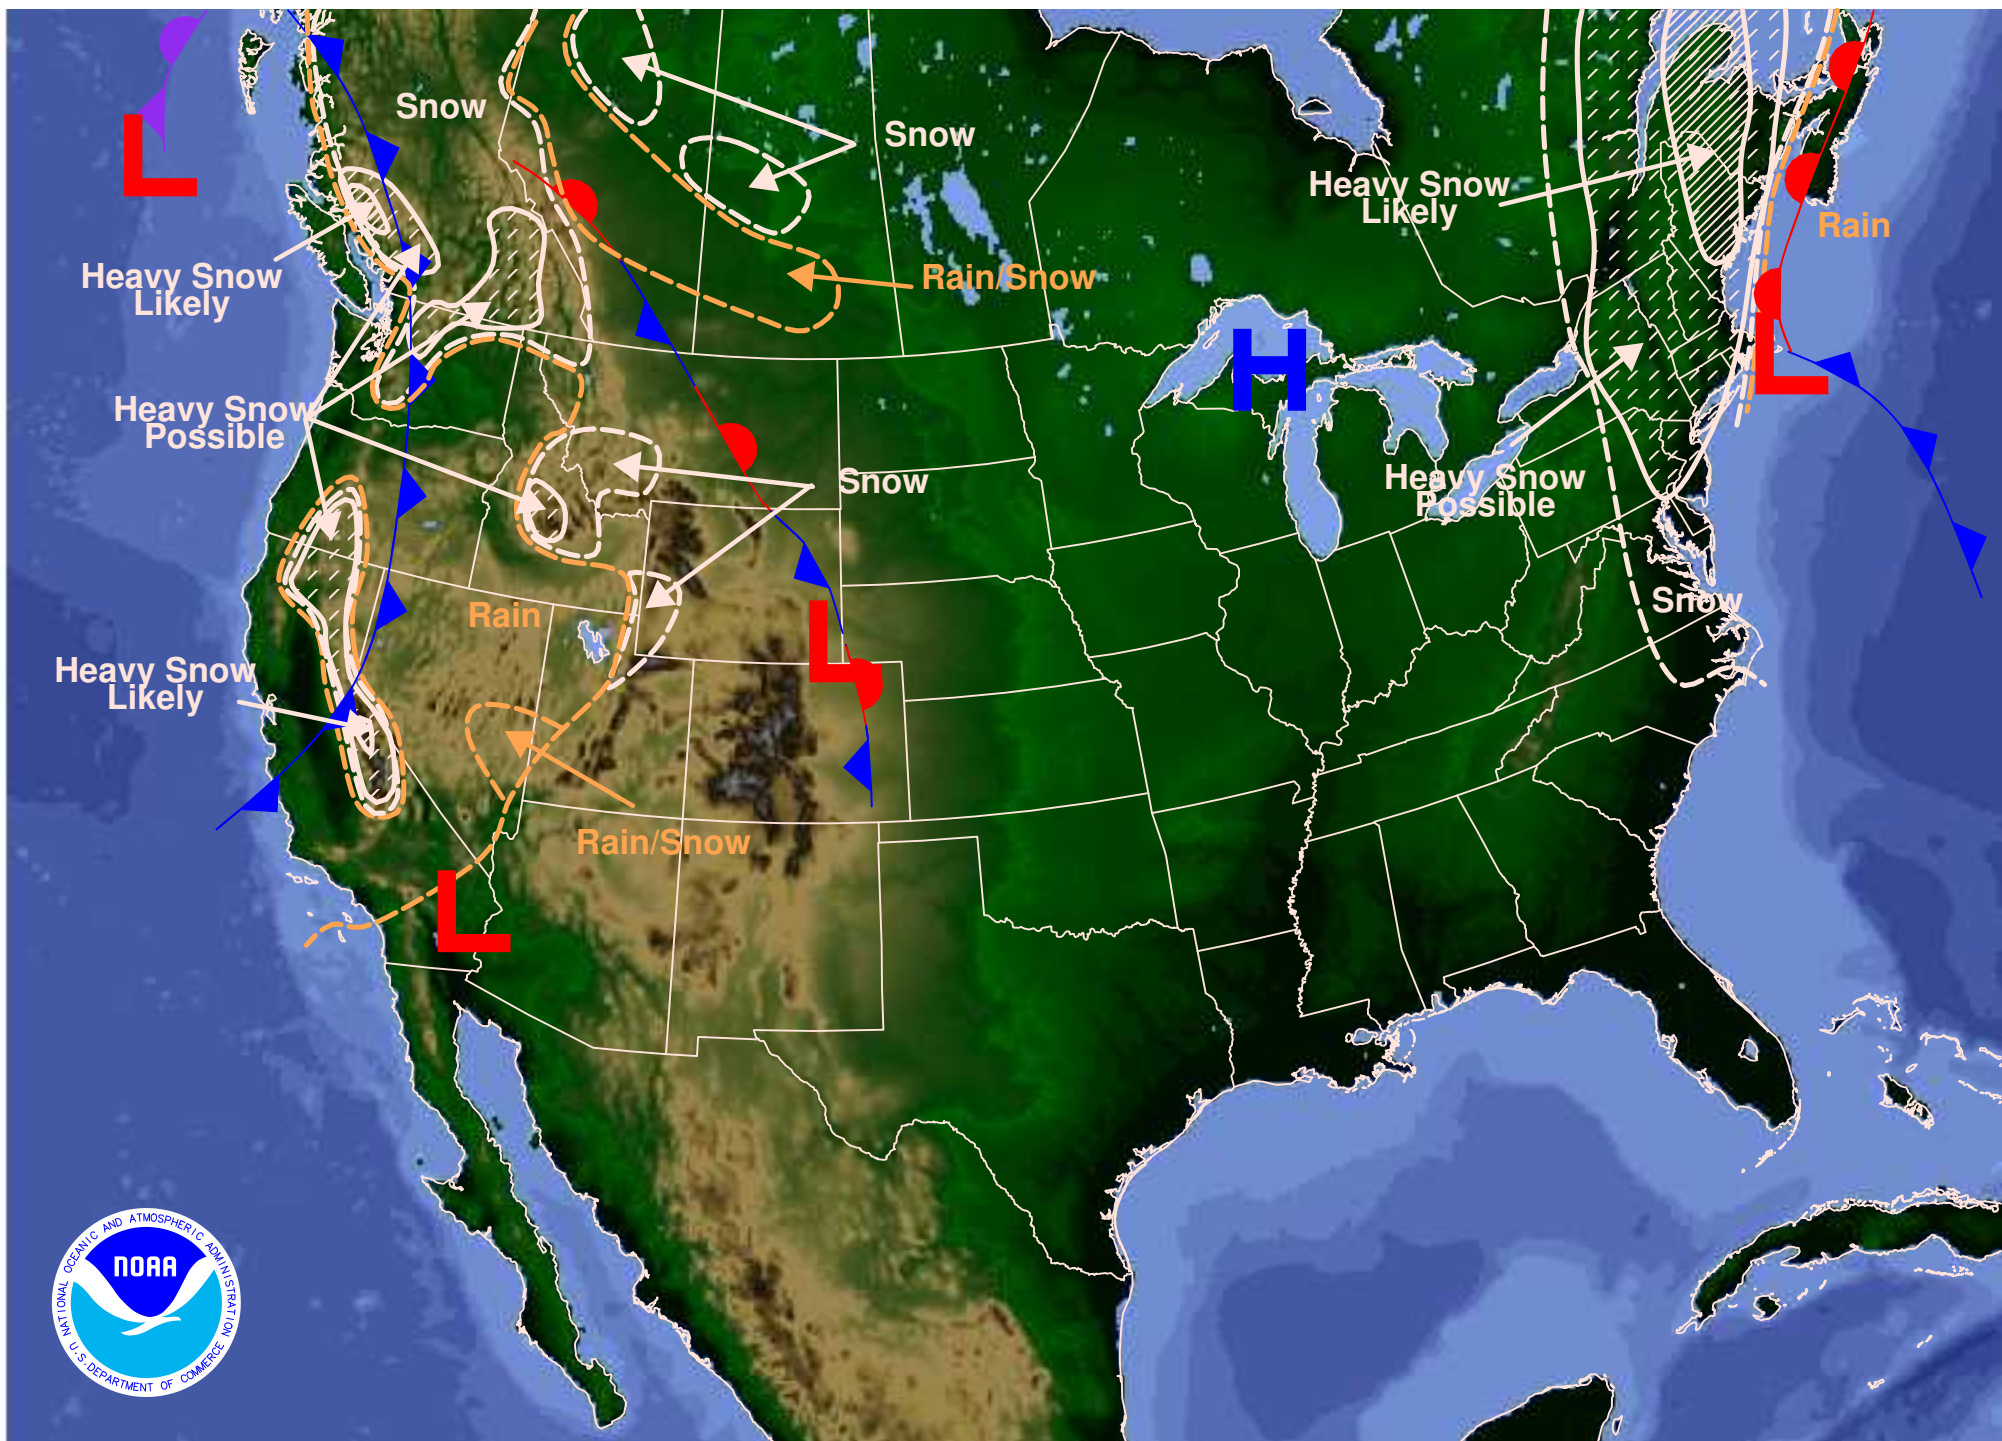 Snow
Snow
Heavy Snow
Likely
Rain
Heavy Snow
Likely
Rain/Snow
Heavy Snow
Possible
Snow
Heavy Snow
Possible
H
L
L
Snow
Rain
L
Heavy Snow
Likely
Rain/Snow
L
NATIONAL OCEANIC AND ATMOSPHERIC ADMINISTRATION
NOAA
U.S. DEPARTMENT OF COMMERCE